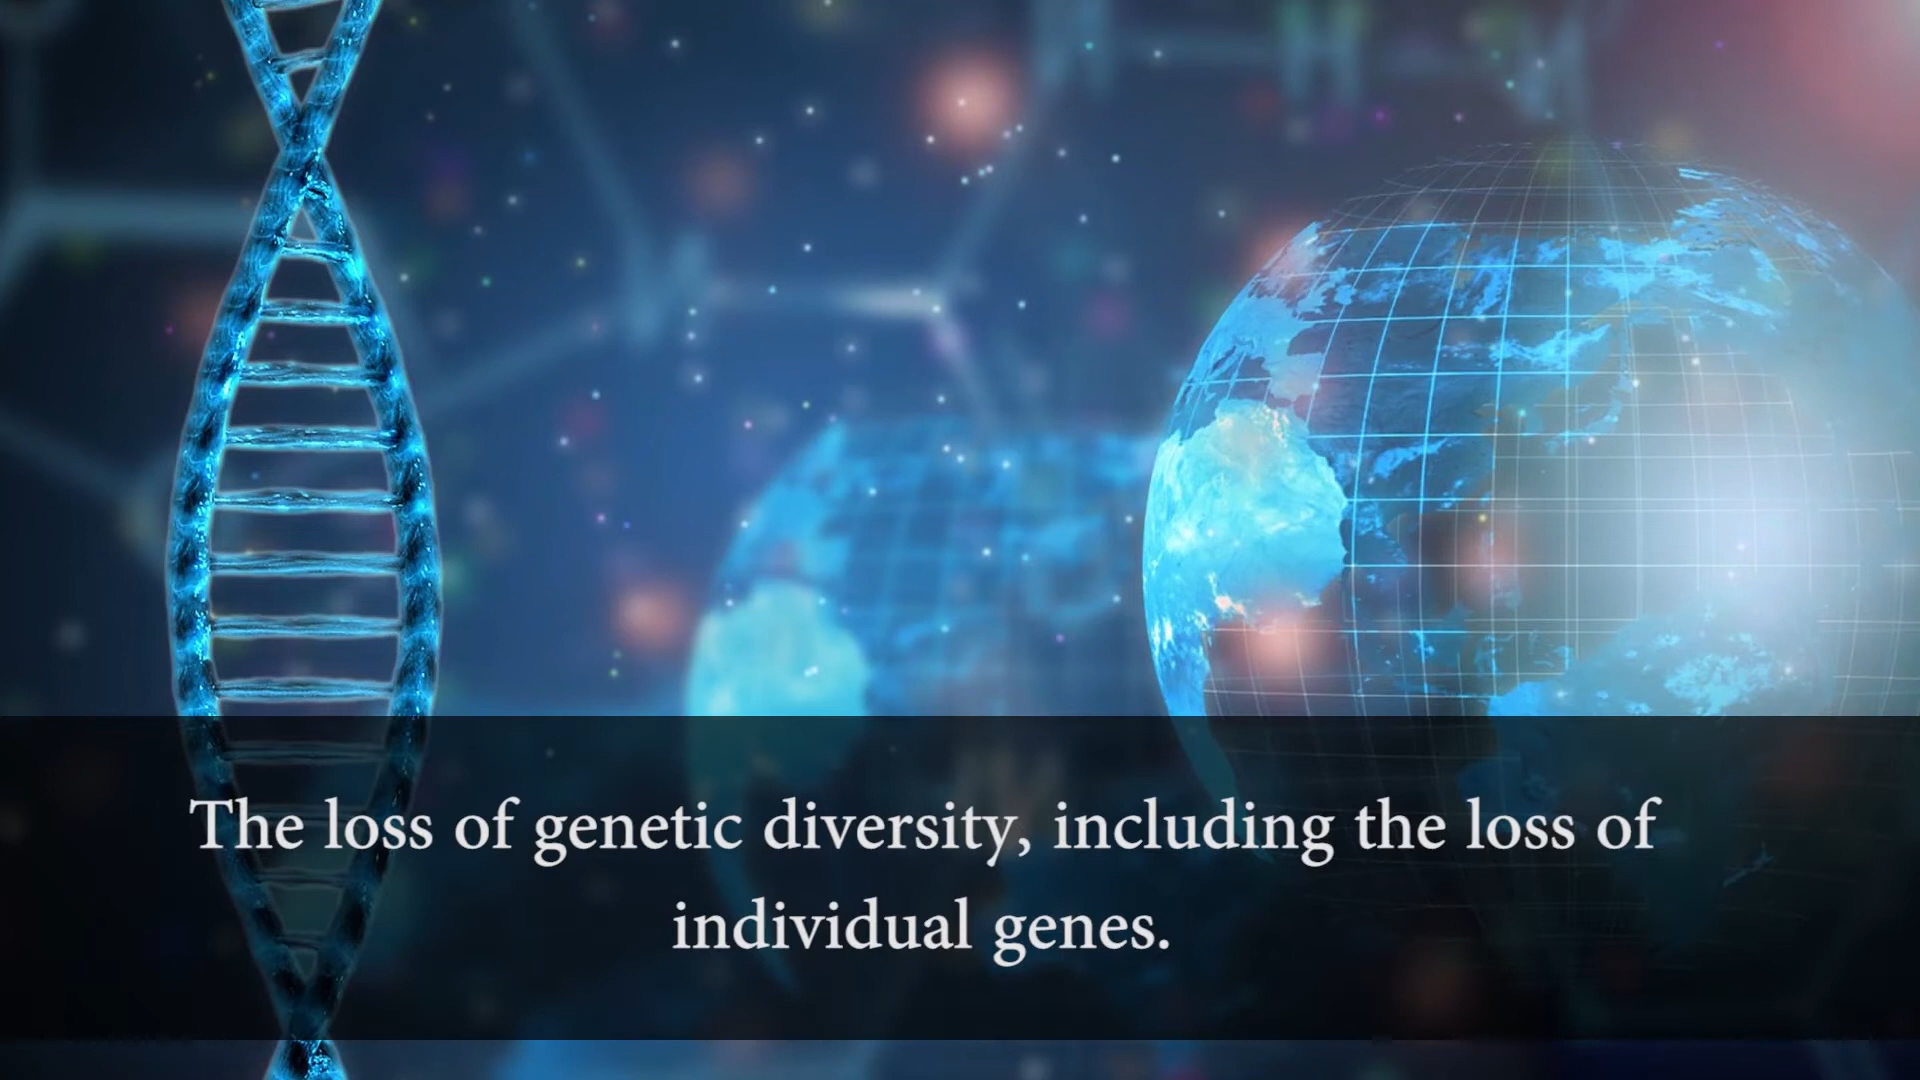 The loss of genetic diversity, including the loss of
individual genes.